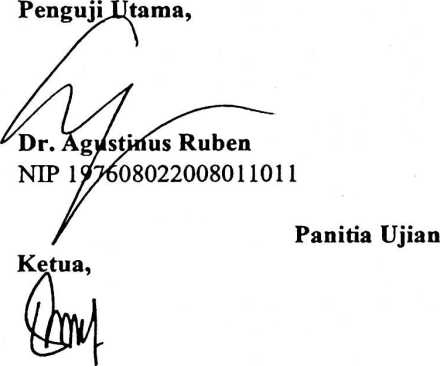 Penguji Utama,
Dr. Agustinus Ruben
NIP 197608022008011011
Panitia Ujian
Ketua,